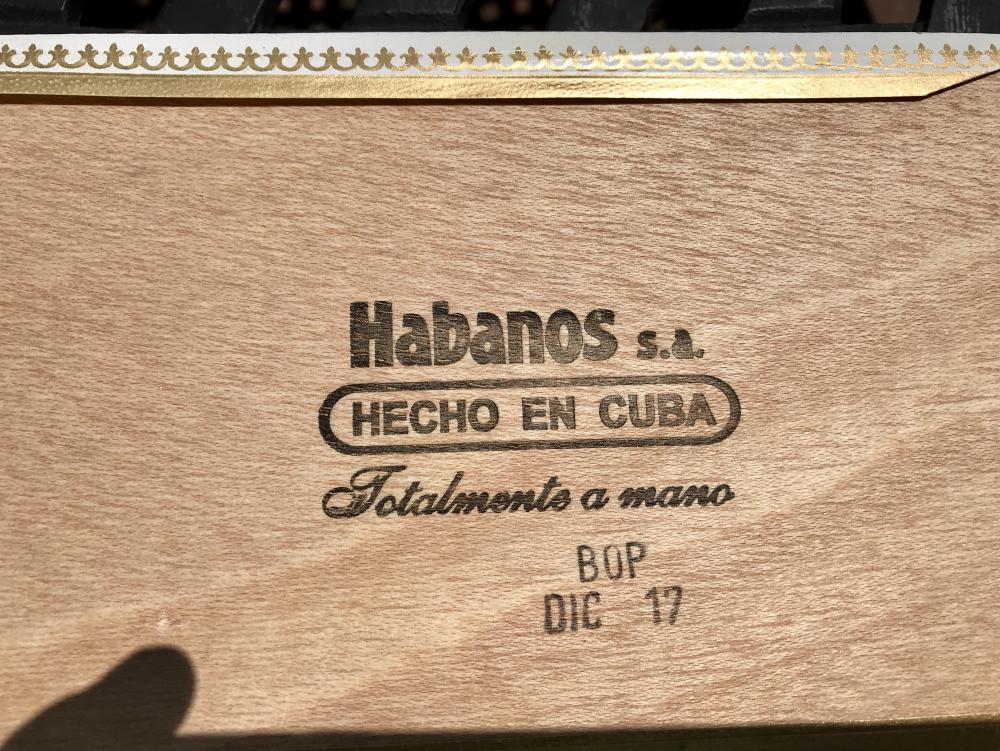 Habanos s.a.
HECHO EN CUBA
Totalmente a mano
BOP
DIC 17